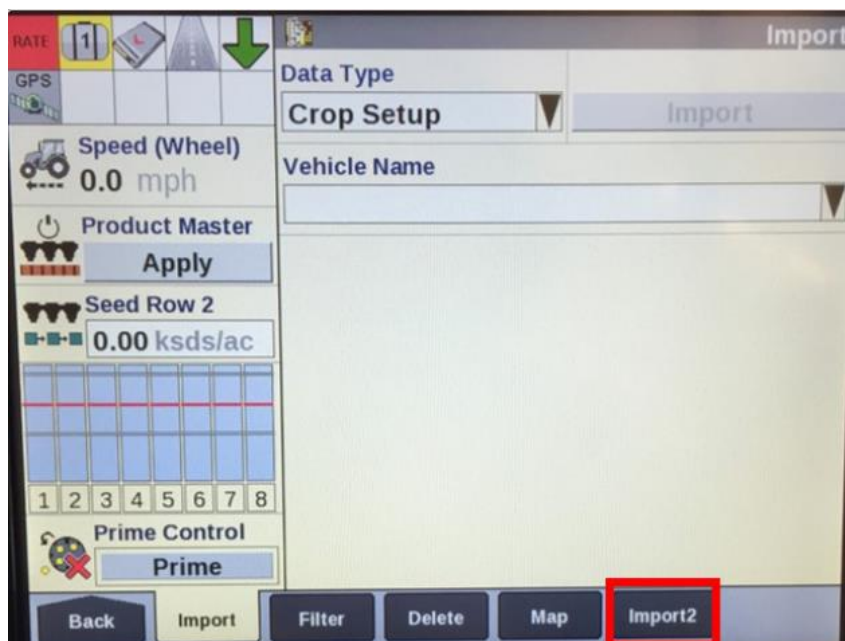 RATE 1
Import
GPS
Data Type
Crop Setup
Import
Speed (Wheel)
0.0 mph
Vehicle Name
Product Master
Apply
Seed Row 2
0.00 ksds/ac
1 2 3 4 5 6 7 8
Prime Control
Prime
Back Import Filter Delete Map Import2